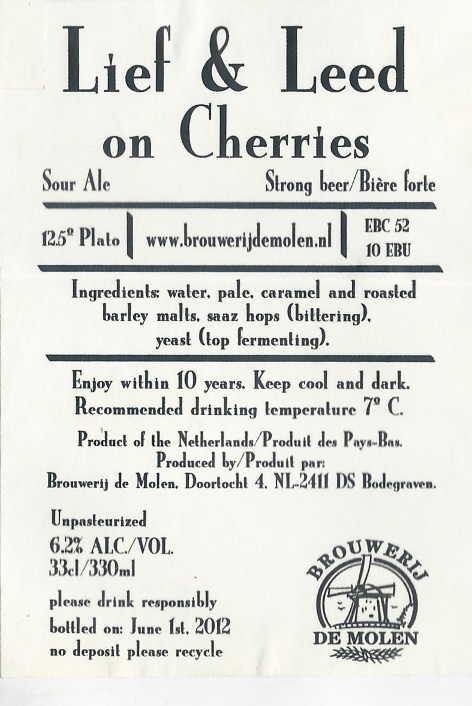 Lief & Leed
on Cherries
Sour Ale Strong beer/Bière forte
12.5º Plato www.brouwerijdemolen.nl EBC 52
10 EBU
Ingredients: water, pale, caramel and roasted
barley malts, saaz hops (bittering),
yeast (top fermenting).
Enjoy within 10 years. Keep cool and dark.
Recommended drinking temperature 7º C.
Product of the Netherlands/Produit des Pays-Bas.
Produced by/Produit par:
Brouwerij de Molen, Doortocht 4, NL-2411 DS Bodegraven.
Unpasteurized
6.2% ALC./VOL.
33cl/330ml
please drink responsibly
bottled on: June 1st, 2012
no deposit please recycle
BROUWERIJ
DE MOLEN